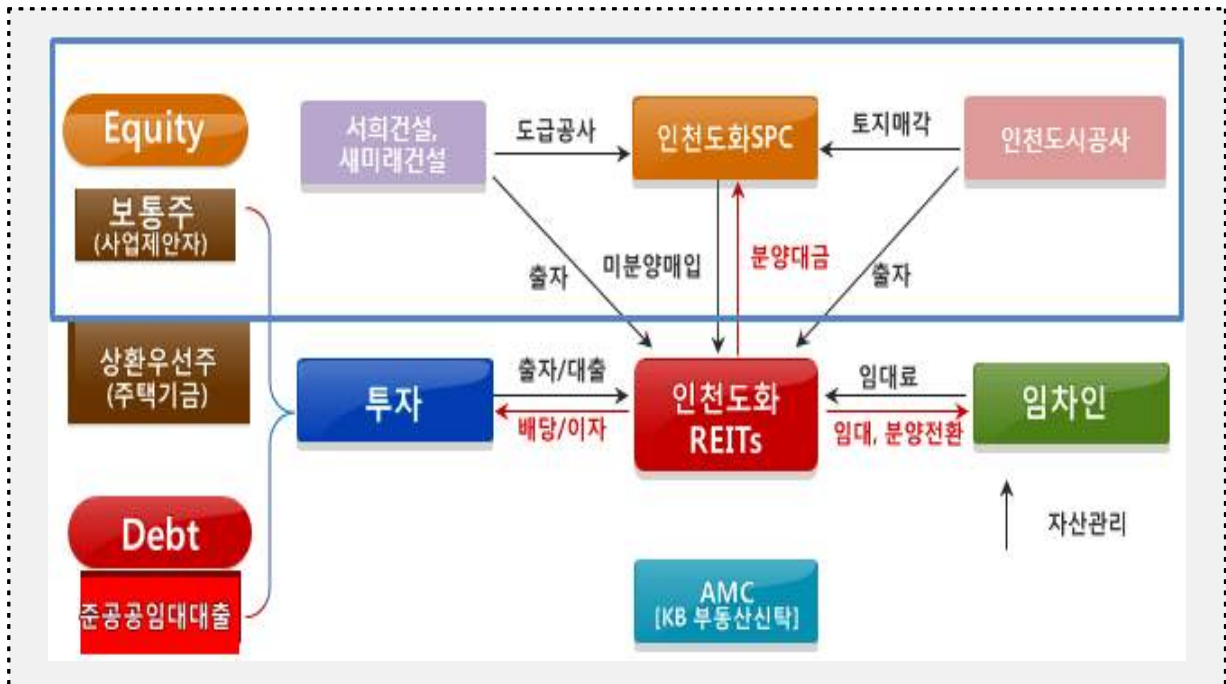 Equity
서희건설,
새미래건설
도급공사
인천도화SPC
토지매각
인천도시공사
보통주
(사업제안자)
출자
미분양매입
분양대금
출자
상환우선주
(주택기금)
투자
출자/대출
배당/이자
인천도화
REITs
임대료
임대, 분양전환
임차인
Debt
준공공임대대출
자산관리
AMC
[KB 부동산신탁]